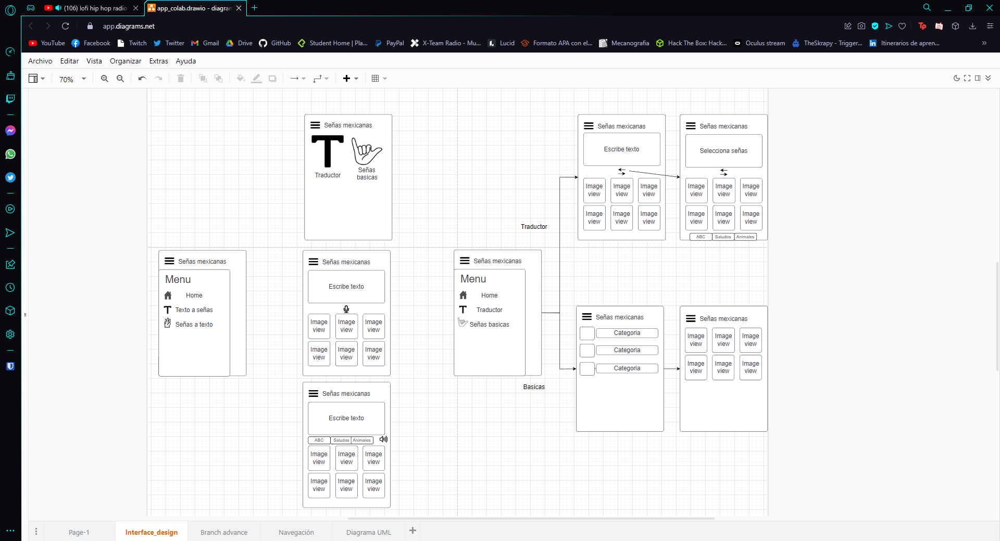 (106) lofi hip hop radio
app_colab.drawio - diagran
app.diagrams.net
YouTube
Facebook
Twitch
Twitter
Gmail
Drive
GitHub
Student Home | Pla...
PayPal
X-Team Radio - Mu...
Lucid
Formato APA con el...
Mecanografia
Hack The Box: Hack...
Oculus stream
TheSkrapy - Trigger...
Itinerarios de apren...
Archivo
Editar
Vista
Organizar
Extras
Ayuda
70%
Señas mexicanas
T
Traductor
Señas
basicas
Señas mexicanas
Escribe texto
Image
view
Image
view
Image
view
Image
view
Image
view
Image
view
Señas mexicanas
Selecciona señas
Image
view
Image
view
Image
view
Image
view
Image
view
Image
view
ABC
Saludos
Animales
Traductor
Señas mexicanas
Menu
Home
T
Texto a señas
Señas a texto
Señas mexicanas
Escribe texto
Image
view
Image
view
Image
view
Image
view
Image
view
Image
view
Señas mexicanas
Menu
Home
T
Traductor
Señas basicas
Señas mexicanas
Categoria
Categoria
Categoria
Señas mexicanas
Image
view
Image
view
Image
view
Image
view
Image
view
Image
view
Basicas
Señas mexicanas
Escribe texto
ABC
Saludos
Animales
Image
view
Image
view
Image
view
Image
view
Image
view
Image
view
Page-1
Interface_design
Branch advance
Navegación
Diagrama UML